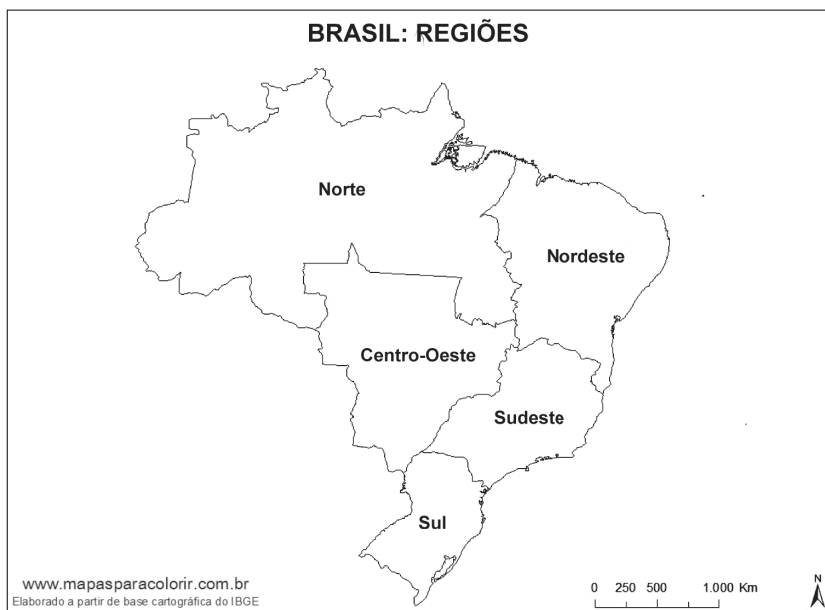 BRASIL: REGIÕES
Norte
Nordeste
Centro-Oeste
Sudeste
Sul
www.mapasparacolorir.com.br
Elaborado a partir de base cartográfica do IBGE
0 250 500 1.000 Km
N